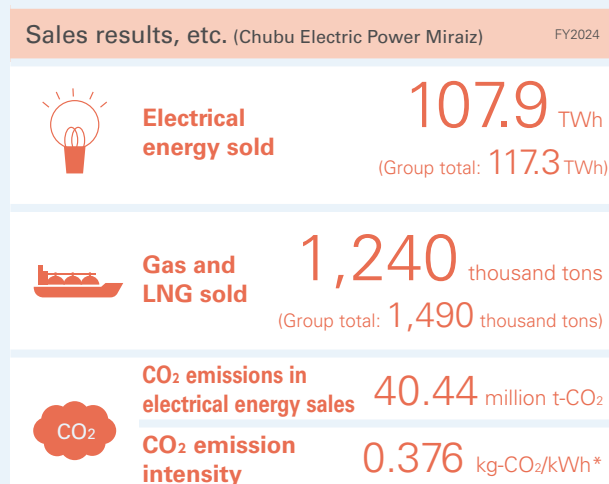 Sales results, etc. (Chubu Electric Power Miraiz) FY2024
Electrical
energy sold
107.9 TWh
(Group total: 117.3 TWh)
Gas and
LNG sold
1,240 thousand tons
(Group total: 1,490 thousand tons)
CO2
CO2 emissions in
electrical energy sales
40.44 million t-CO2
CO2 emission
intensity
0.376 kg-CO2/kWh*